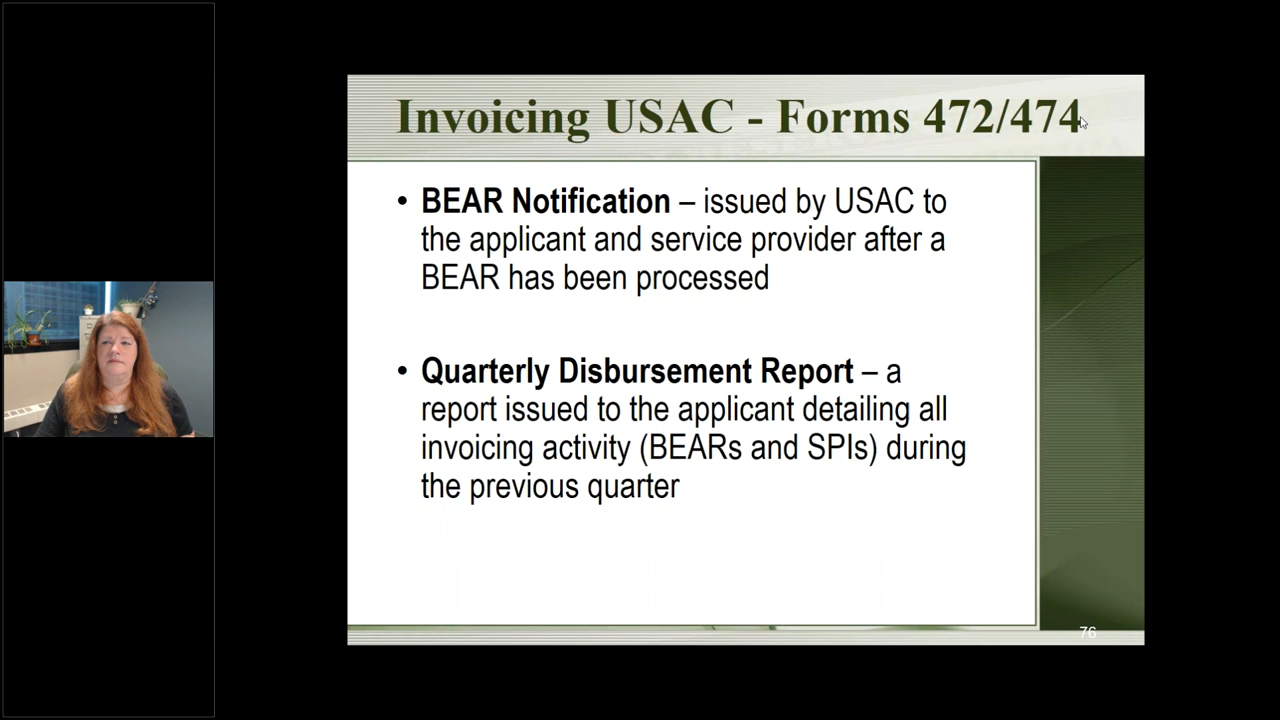 Invoicing USAC - Forms 472/474
• BEAR Notification – issued by USAC to
the applicant and service provider after a
BEAR has been processed
• Quarterly Disbursement Report – a
report issued to the applicant detailing all
invoicing activity (BEARs and SPIs) during
the previous quarter
76